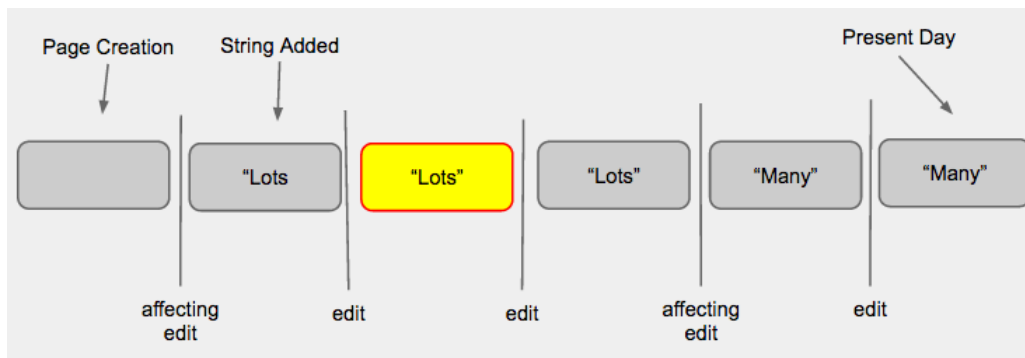 Page Creation
String Added
Present Day
“Lots
“Lots”
“Lots”
“Many”
“Many”
affecting
edit
edit
edit
affecting
edit
edit